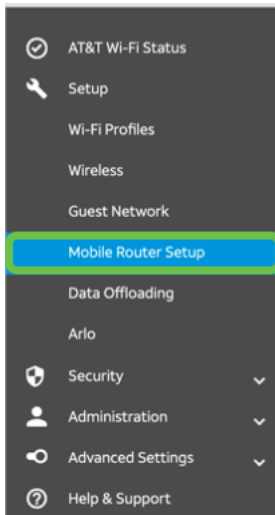 AT&T Wi-Fi Status
Setup
Wi-Fi Profiles
Wireless
Guest Network
Mobile Router Setup
Data Offloading
Arlo
Security
Administration
Advanced Settings
Help & Support